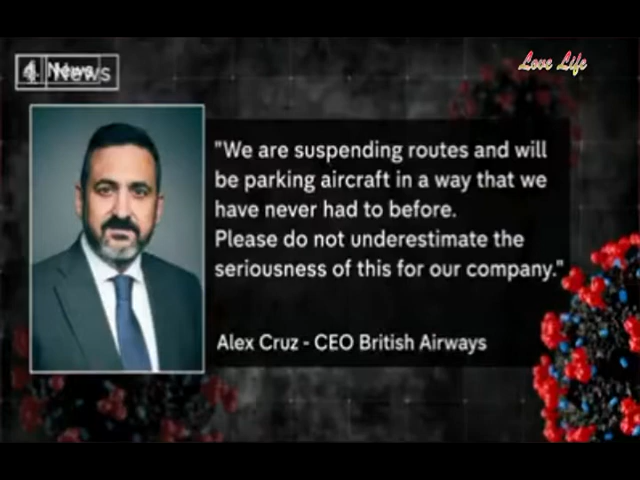 4 News
Love Life
"We are suspending routes and will
be parking aircraft in a way that we
have never had to before.
Please do not underestimate the
seriousness of this for our company."
Alex Cruz - CEO British Airways